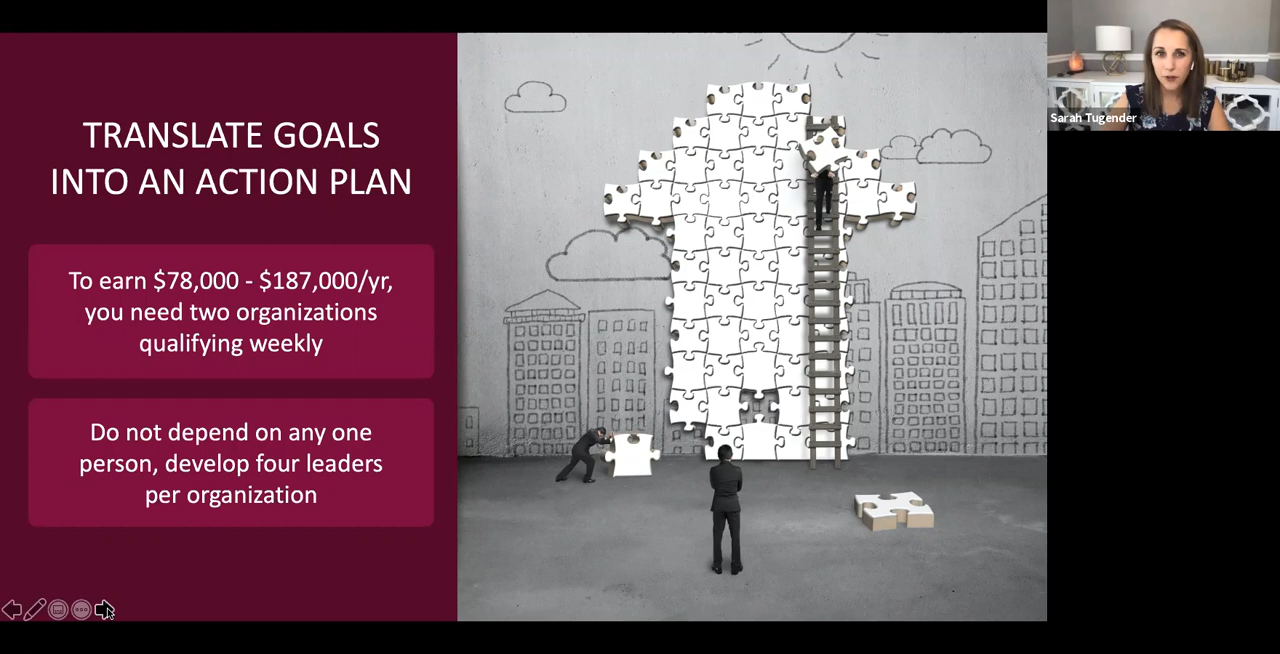 TRANSLATE GOALS
INTO AN ACTION PLAN
To earn $78,000 - $187,000/yr,
you need two organizations
qualifying weekly
Do not depend on any one
person, develop four leaders
per organization
Sarah Tugender